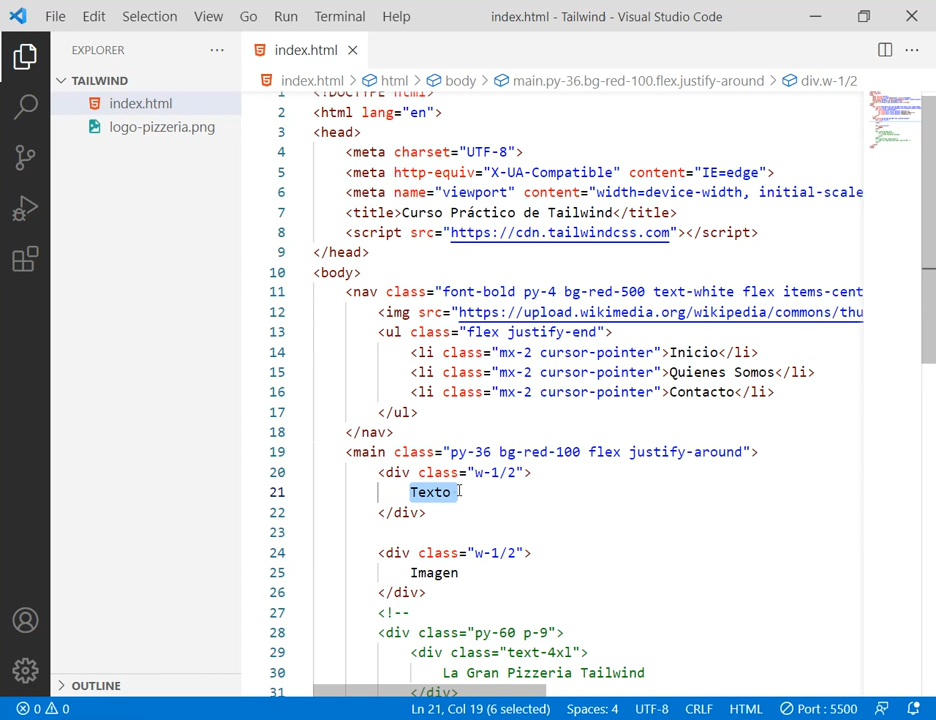 File Edit Selection View Go Run Terminal Help index.html - Tailwind - Visual Studio Code
EXPLORER ··· index.html
index.html > html > body > main.py-36.bg-red-100.flex.justify-around > div.w-1/2
TAILWIND
index.html
logo-pizzeria.png
1 <!DOCTYPE html>
2 <html lang="en">
3 <head>
4 <meta charset="UTF-8">
5 <meta http-equiv="X-UA-Compatible" content="IE=edge">
6 <meta name="viewport" content="width=device-width, initial-scale
7 <title>Curso Práctico de Tailwind</title>
8 <script src="https://cdn.tailwindcss.com"></script>
9 </head>
10 <body>
11 <nav class="font-bold py-4 bg-red-500 text-white flex items-cent
12 <img src="https://upload.wikimedia.org/wikipedia/commons/thu
13 <ul class="flex justify-end">
14 <li class="mx-2 cursor-pointer">Inicio</li>
15 <li class="mx-2 cursor-pointer">Quienes Somos</li>
16 <li class="mx-2 cursor-pointer">Contacto</li>
17 </ul>
18 </nav>
19 <main class="py-36 bg-red-100 flex justify-around">
20 <div class="w-1/2">
21 Texto
22 </div>
23
24 <div class="w-1/2">
25 Imagen
26 </div>
27 <!--
28 <div class="py-60 p-9">
29 <div class="text-4xl">
30 La Gran Pizzeria Tailwind
31 </div>
OUTLINE
0 0 Ln 21, Col 19 (6 selected) Spaces: 4 UTF-8 CRLF HTML Port : 5500